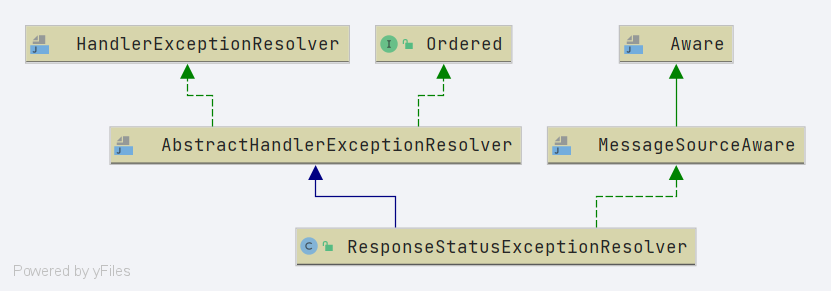 HandlerExceptionResolver
I Ordered
Aware
J
J
AbstractHandlerExceptionResolver
MessageSourceAware
J
J
C ResponseStatusExceptionResolver
Powered by yFiles